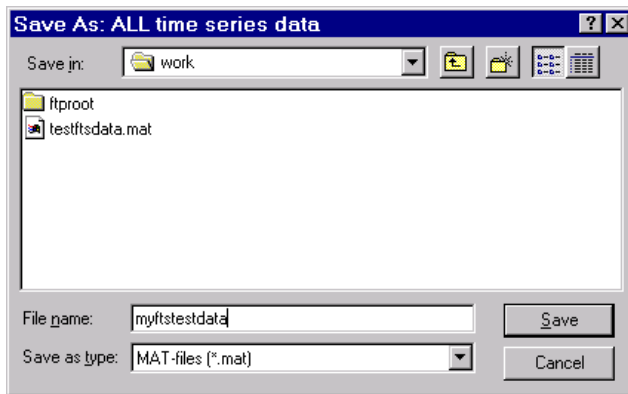 Save As: ALL time series data
Save in: work
ftproot
testftsdata.mat
File name: myftstestdata Save
Save as type: MAT-files (*.mat) Cancel